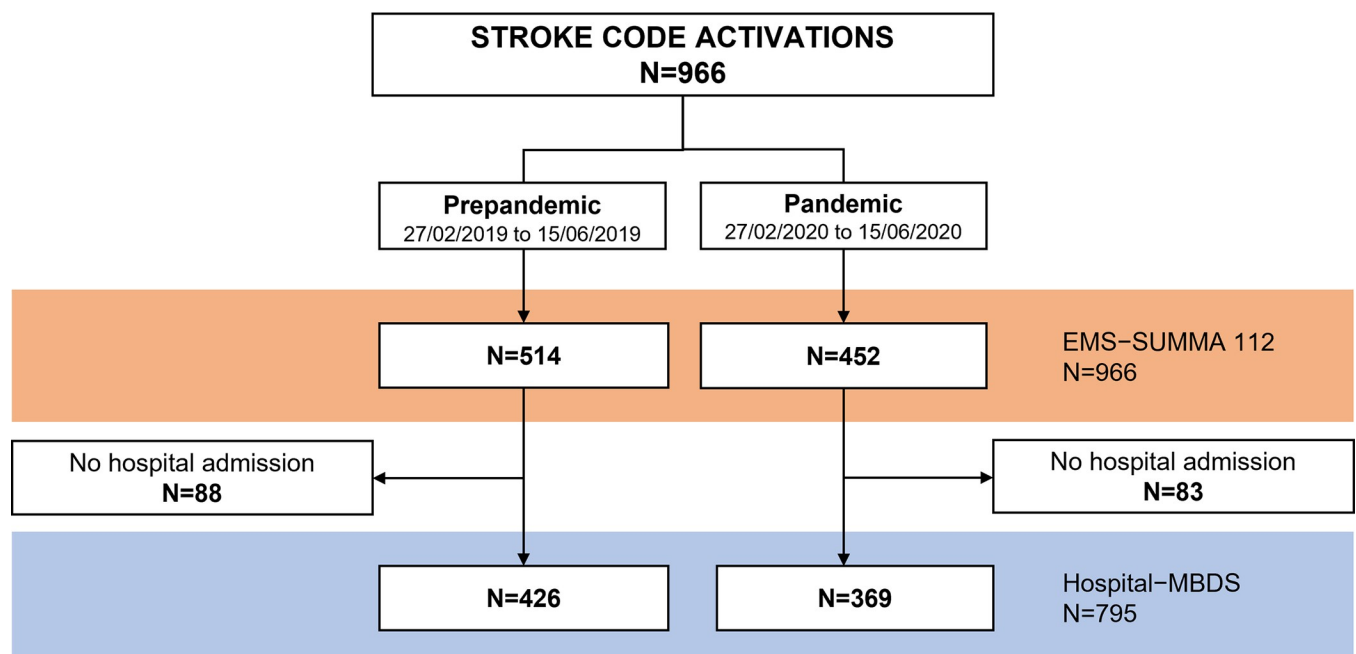 STROKE CODE ACTIVATIONS
N=966
Prepandemic
27/02/2019 to 15/06/2019
Pandemic
27/02/2020 to 15/06/2020
N=514
N=452
EMS−SUMMA 112
N=966
No hospital admission
N=88
No hospital admission
N=83
N=426
N=369
Hospital−MBDS
N=795